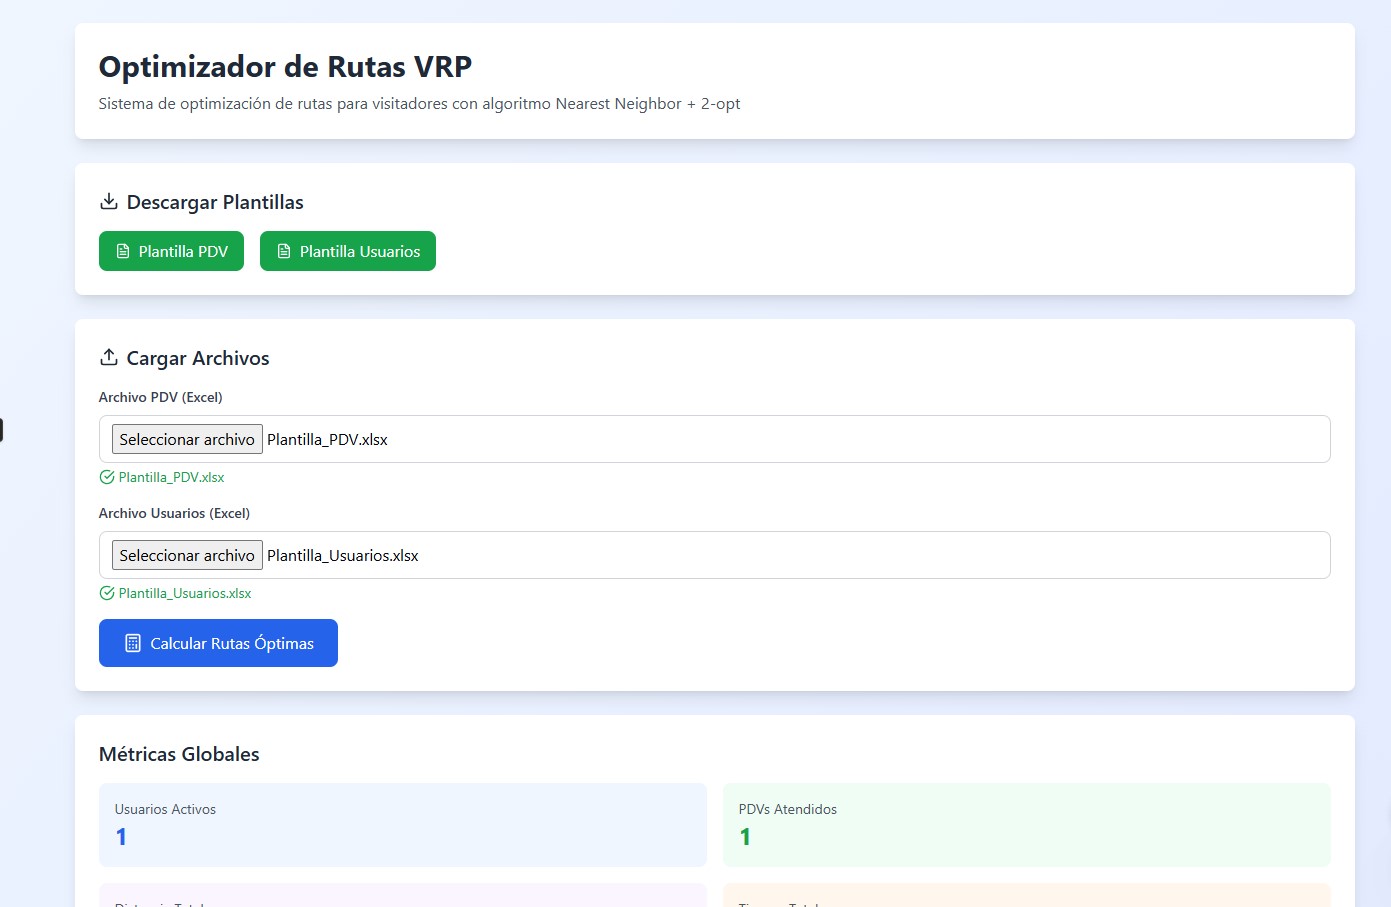 Optimizador de Rutas VRP
Sistema de optimización de rutas para visitadores con algoritmo Nearest Neighbor + 2-opt
Descargar Plantillas
Plantilla PDV
Plantilla Usuarios
Cargar Archivos
Archivo PDV (Excel)
Seleccionar archivo Plantilla_PDV.xlsx
Plantilla_PDV.xlsx
Archivo Usuarios (Excel)
Seleccionar archivo Plantilla_Usuarios.xlsx
Plantilla_Usuarios.xlsx
Calcular Rutas Óptimas
Métricas Globales
Usuarios Activos
1
PDVs Atendidos
1